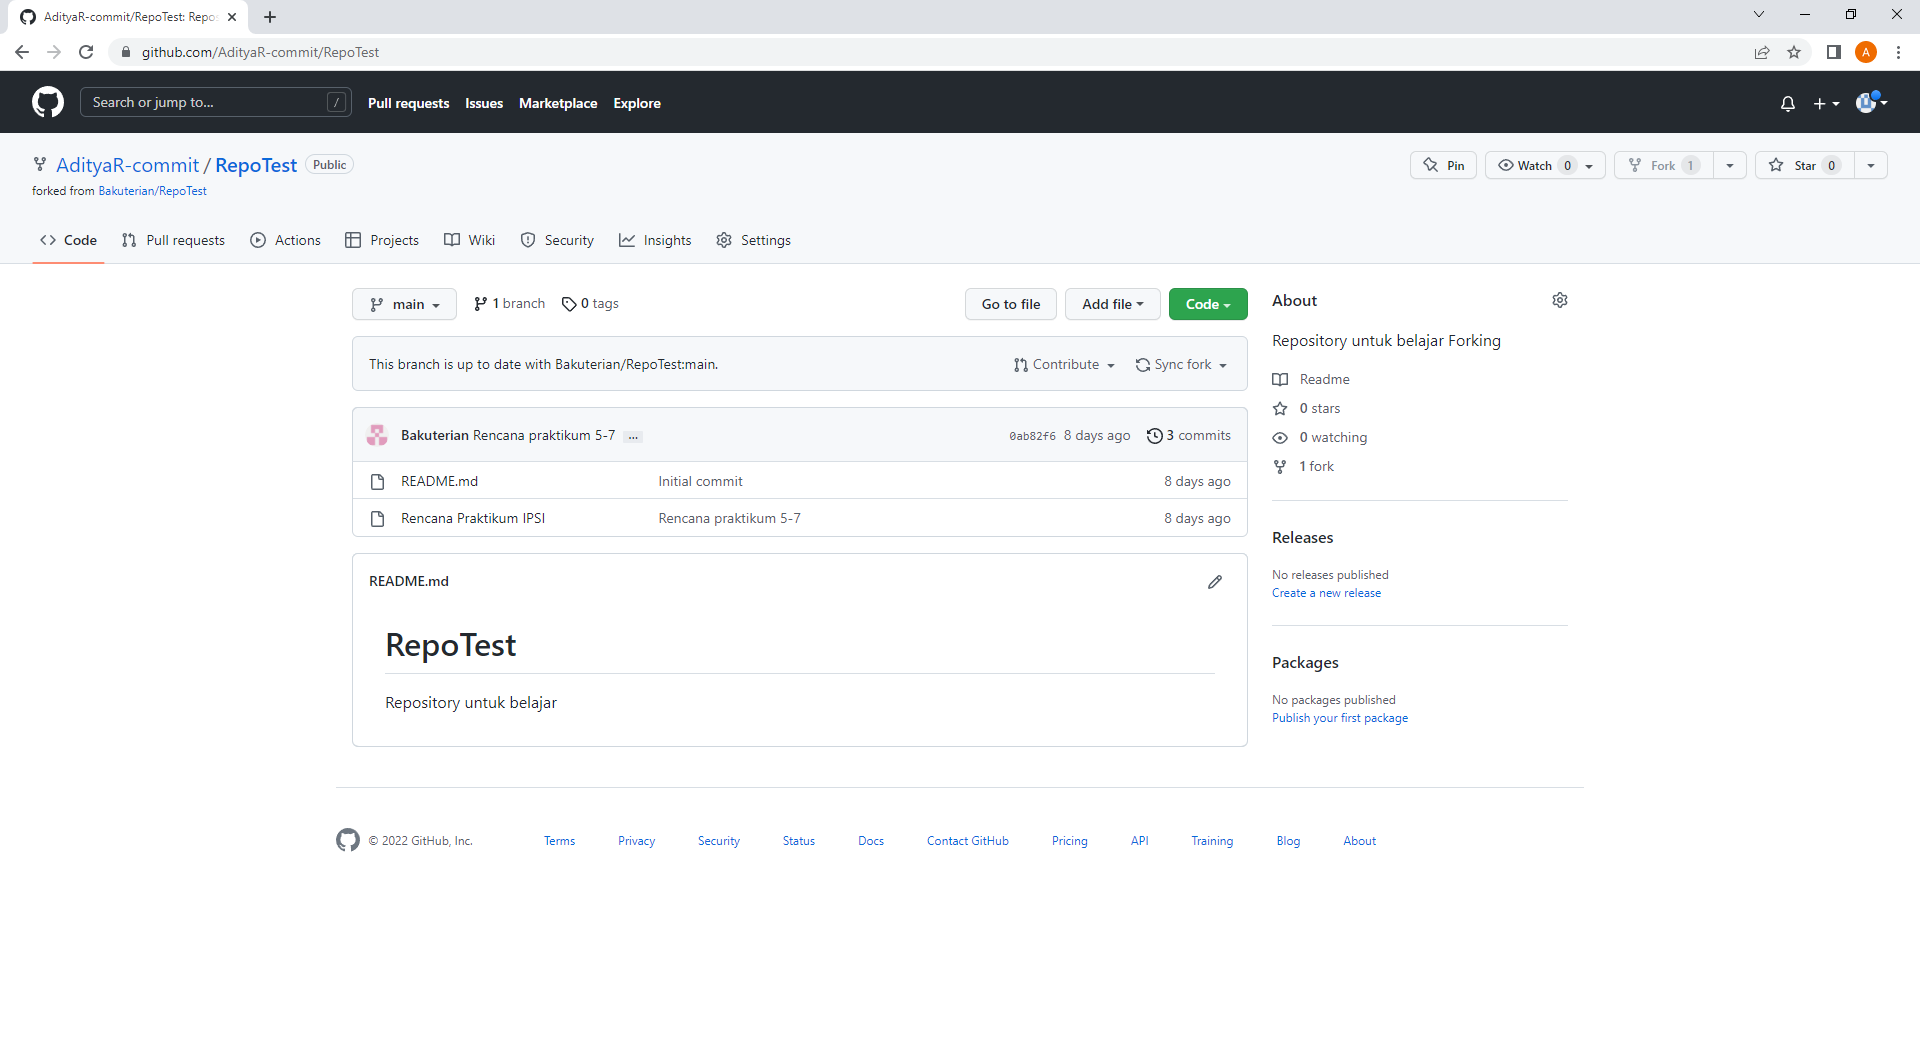 AdityaR-commit/RepoTest: Repos
github.com/AdityaR-commit/RepoTest
A
Search or jump to...
/
Pull requests
Issues
Marketplace
Explore
AdityaR-commit / RepoTest Public
forked from Bakuterian/RepoTest
Pin
Watch 0
Fork 1
Star 0
Code
Pull requests
Actions
Projects
Wiki
Security
Insights
Settings
main
1 branch
0 tags
Go to file
Add file
Code
This branch is up to date with Bakuterian/RepoTest:main.
Contribute
Sync fork
Bakuterian Rencana praktikum 5-7 ...
0ab82f6 8 days ago
3 commits
README.md
Initial commit
8 days ago
Rencana Praktikum IPSI
Rencana praktikum 5-7
8 days ago
README.md
RepoTest
Repository untuk belajar
About
Repository untuk belajar Forking
Readme
0 stars
0 watching
1 fork
Releases
No releases published
Create a new release
Packages
No packages published
Publish your first package
© 2022 GitHub, Inc.
Terms
Privacy
Security
Status
Docs
Contact GitHub
Pricing
API
Training
Blog
About